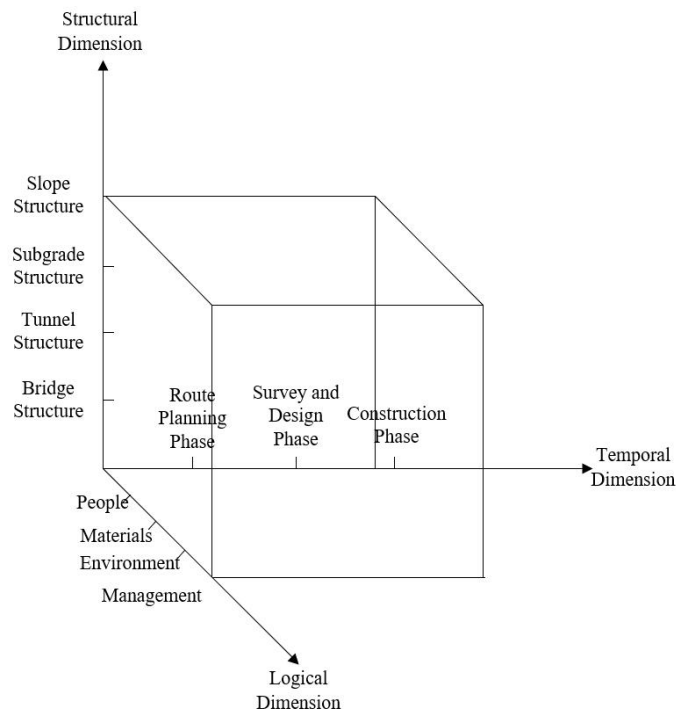 Structural
Dimension
Slope
Structure
Subgrade
Structure
Tunnel
Structure
Bridge
Structure
Route
Planning
Phase
Survey and
Design
Phase
Construction
Phase
Temporal
Dimension
People
Materials
Environment
Management
Logical
Dimension